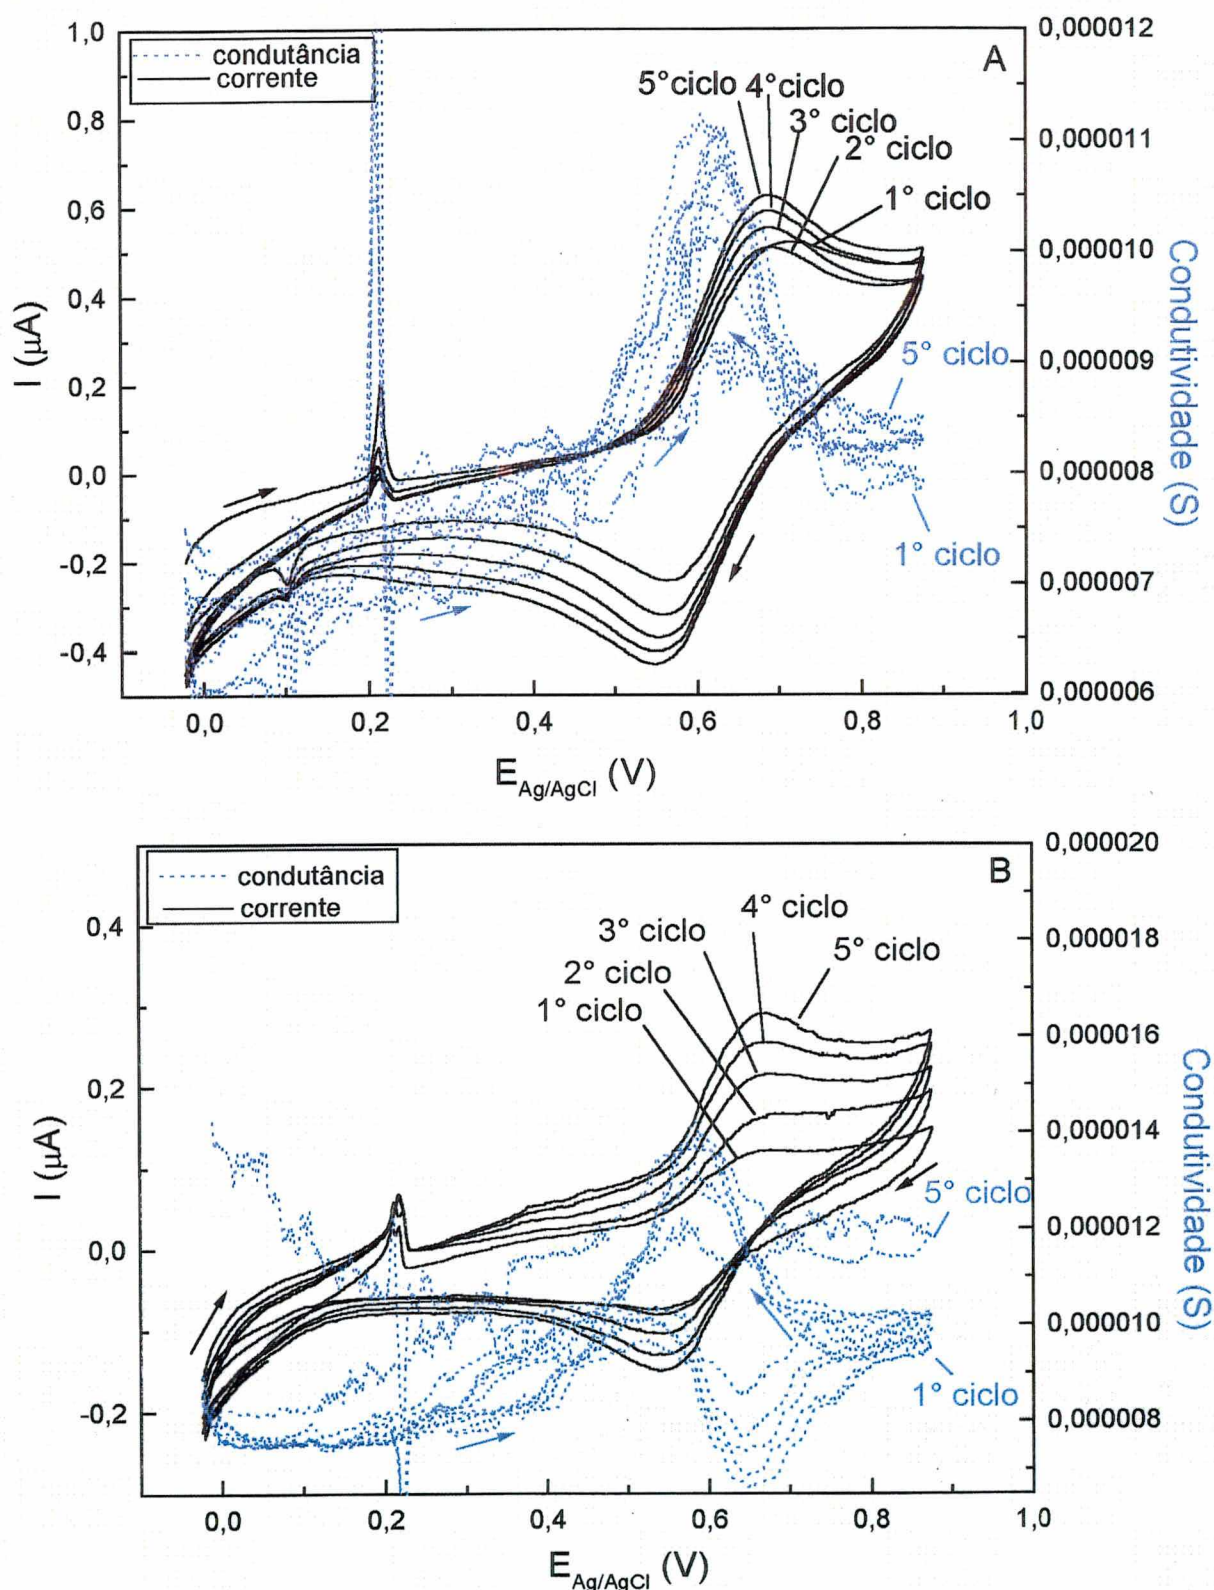 A
condutância
corrente
5°ciclo 4°ciclo
3° ciclo
2° ciclo
1° ciclo
5° ciclo
1° ciclo
1,0
0,8
0,6
0,4
0,2
0,0
-0,2
-0,4
I (µA)
0,000012
0,000011
0,000010
0,000009
0,000008
0,000007
0,000006
Condutividade (S)
0,0 0,2 0,4 0,6 0,8 1,0
E Ag/AgCl (V)
B
condutância
corrente
4° ciclo
3° ciclo
5° ciclo
2° ciclo
1° ciclo
5° ciclo
1° ciclo
0,4
0,2
0,0
-0,2
I (µA)
0,000020
0,000018
0,000016
0,000014
0,000012
0,000010
0,000008
Condutividade (S)
0,0 0,2 0,4 0,6 0,8 1,0
E Ag/AgCl (V)